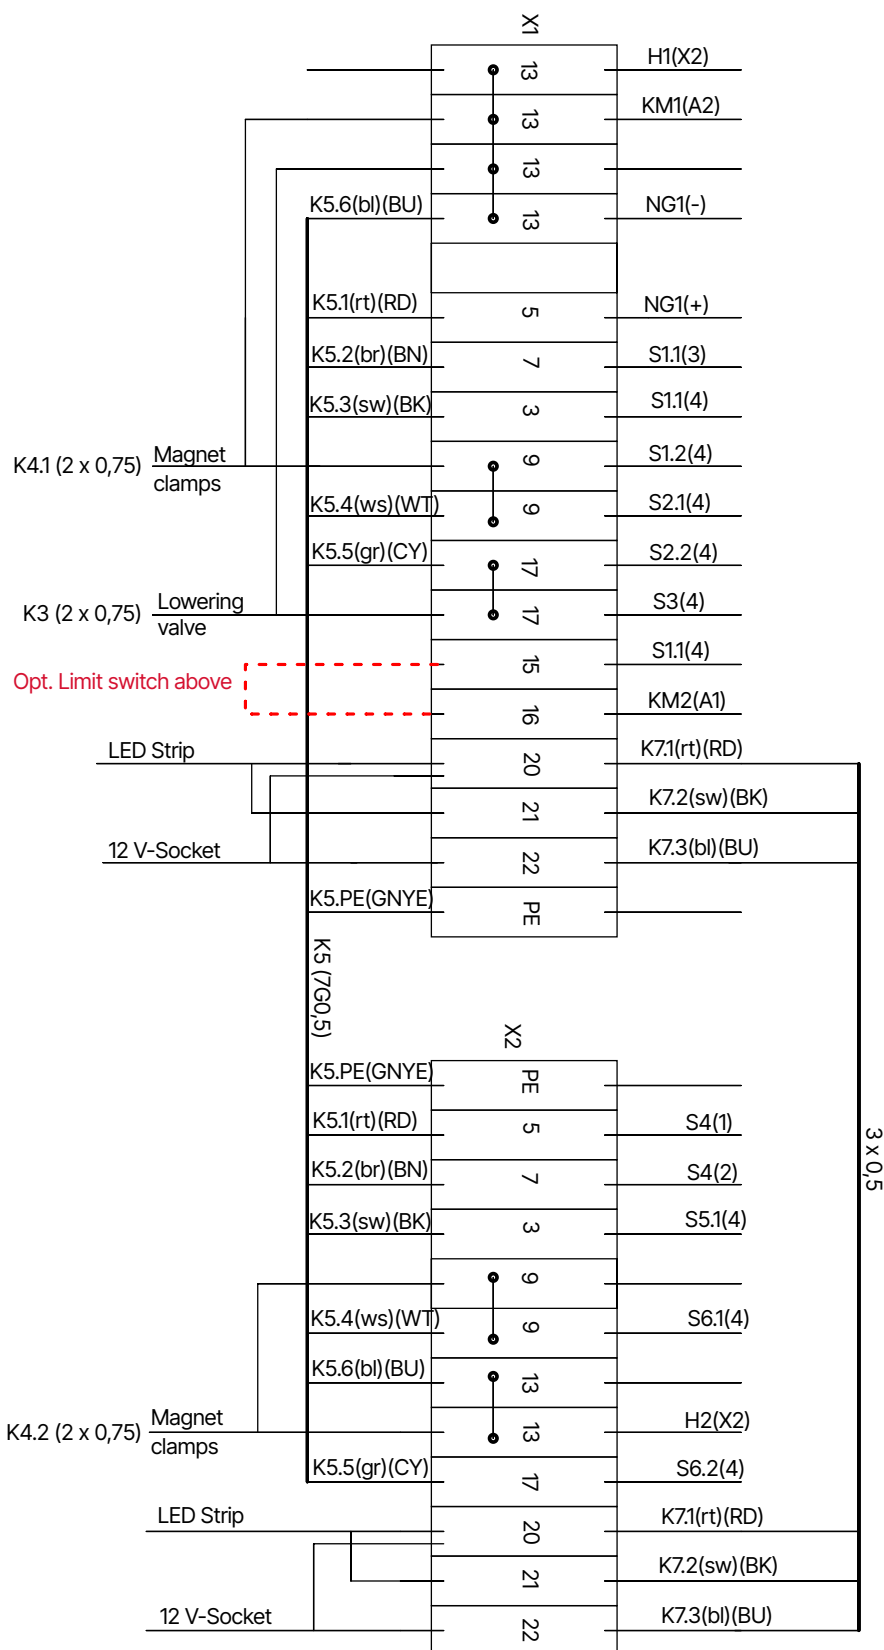 X1
13 H1(X2)
13 KM1(A2)
13
K5.6(bl)(BU) 13 NG1(-)
K5.1(rt)(RD) 5 NG1(+)
K5.2(br)(BN) 7 S1.1(3)
K5.3(sw)(BK) 3 S1.1(4)
K4.1 (2 x 0,75) Magnet 9 S1.2(4)
clamps
K5.4(ws)(WT) 9 S2.1(4)
K5.5(gr)(CY) 17 S2.2(4)
K3 (2 x 0,75) Lowering 17 S3(4)
valve
15 S1.1(4)
Opt. Limit switch above
16 KM2(A1)
LED Strip 20 K7.1(rt)(RD)
21 K7.2(sw)(BK)
12 V-Socket 22 K7.3(bl)(BU)
K5.PE(GNYE) PE
K5 (7G0,5)
X2
K5.PE(GNYE) PE
K5.1(rt)(RD) 5 S4(1)
3 x 0,5
K5.2(br)(BN) 7 S4(2)
K5.3(sw)(BK) 3 S5.1(4)
9
K5.4(ws)(WT) 9 S6.1(4)
K5.6(bl)(BU) 13
K4.2 (2 x 0,75) Magnet 13 H2(X2)
clamps
K5.5(gr)(CY) 17 S6.2(4)
LED Strip 20 K7.1(rt)(RD)
21 K7.2(sw)(BK)
12 V-Socket 22 K7.3(bl)(BU)